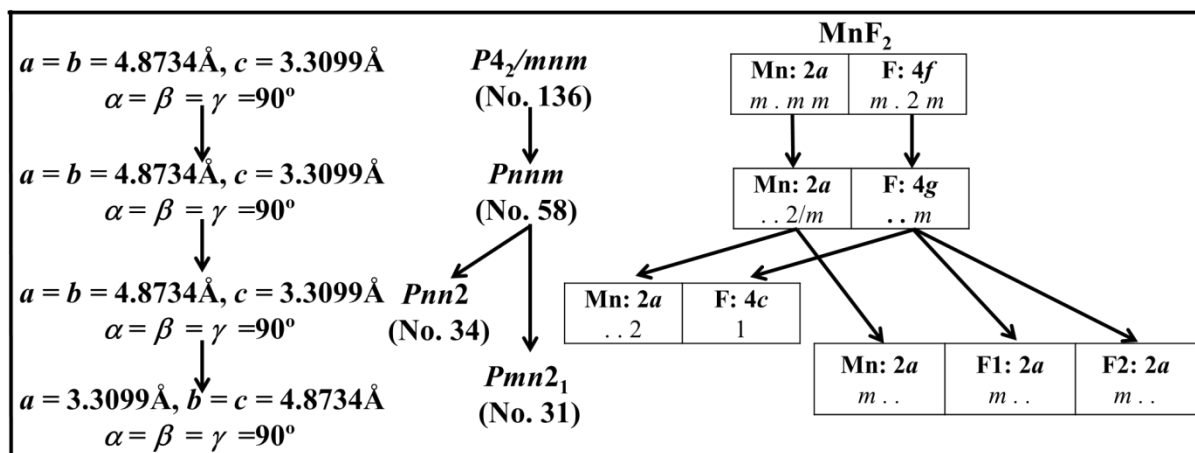 MnF₂
a = b = 4.8734Å, c = 3.3099Å
α = β = γ =90º
P4₂/mnm
(No. 136)
Mn: 2a
m . m m
F: 4f
m . 2 m
a = b = 4.8734Å, c = 3.3099Å
α = β = γ =90º
Pnnm
(No. 58)
Mn: 2a
. . 2/m
F: 4g
. . m
a = b = 4.8734Å, c = 3.3099Å
α = β = γ =90º
Pnn2
(No. 34)
Mn: 2a
. . 2
F: 4c
1
a = 3.3099Å, b = c = 4.8734Å
α = β = γ =90º
Pmn2₁
(No. 31)
Mn: 2a
m . .
F1: 2a
m . .
F2: 2a
m . .